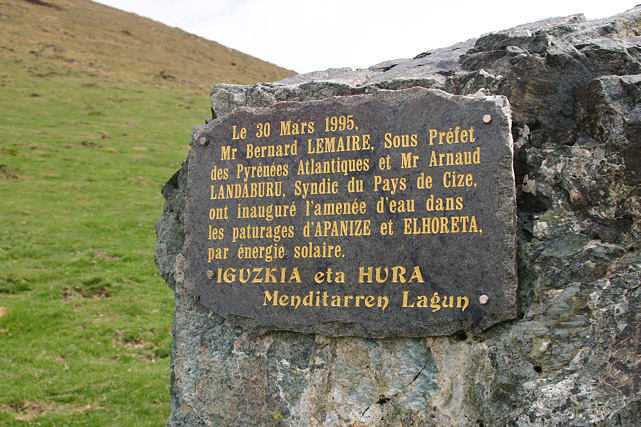 Le 30 Mars 1995,
Mr Bernard LEMAIRE, Sous Préfet
des Pyrénées Atlantiques et Mr Arnaud
LANDABURU, Syndic du Pays de Cize,
ont inauguré l'amenée d'eau dans
les paturages d'APANIZE et ELHORETA,
par énergie solaire.
IGUZKIA eta HURA
Menditarren Lagun